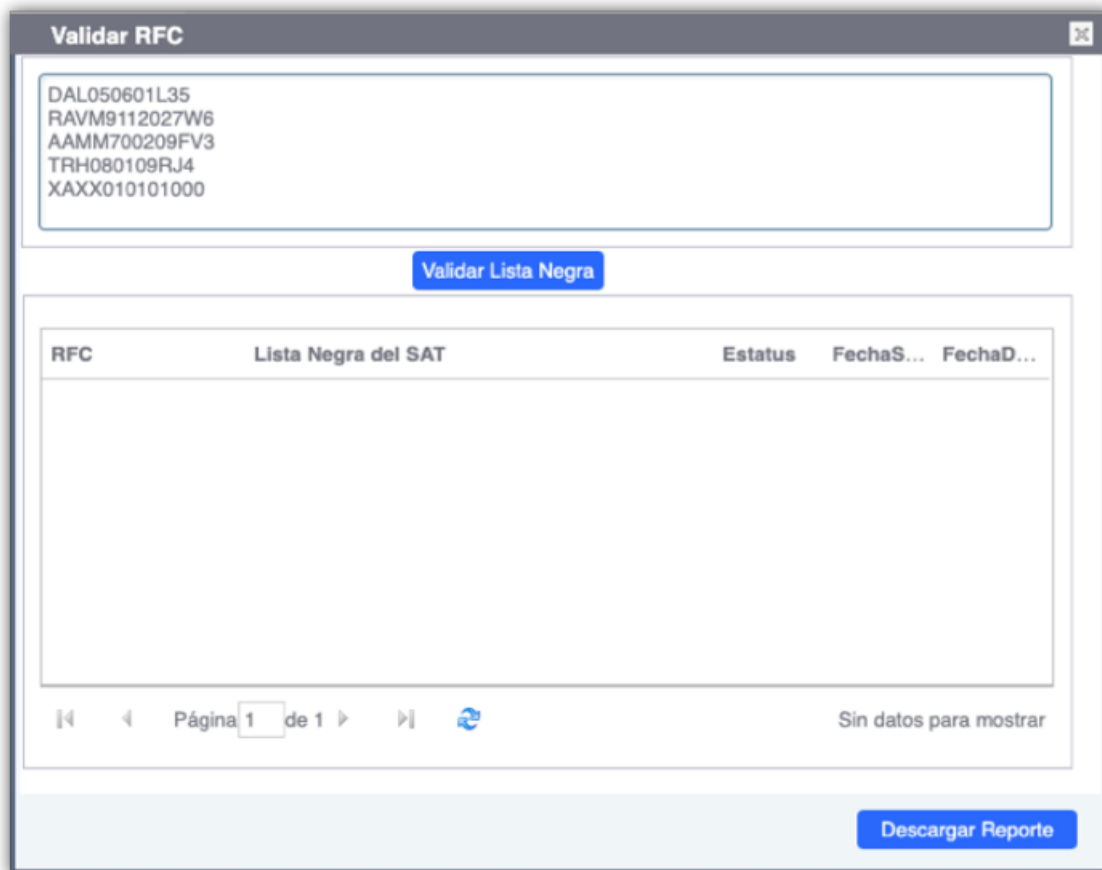 Validar RFC
DAL050601L35
RAVM9112027W6
AAMM700209FV3
TRH080109RJ4
XAXX010101000
Validar Lista Negra
RFC Lista Negra del SAT Estatus FechaS... FechaD...
Página 1 de 1 Sin datos para mostrar
Descargar Reporte